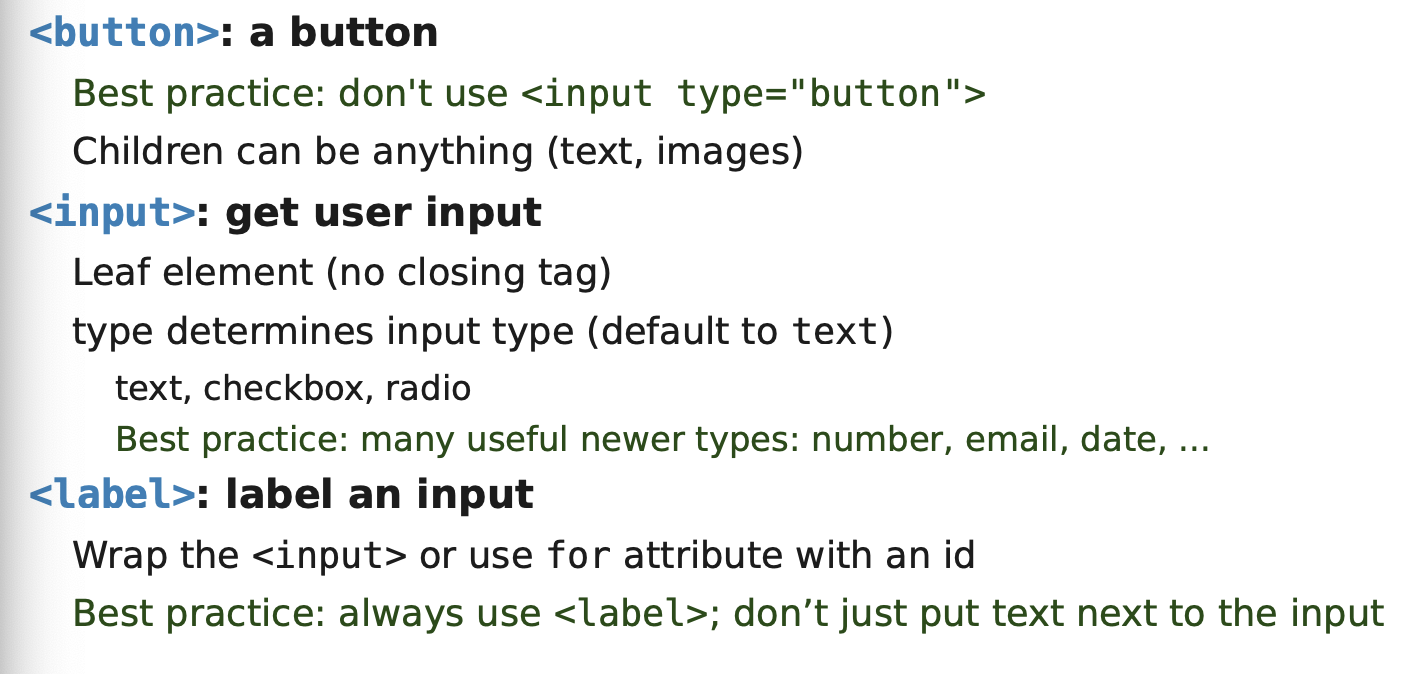 <button>: a button
Best practice: don't use <input type="button">
Children can be anything (text, images)
<input>: get user input
Leaf element (no closing tag)
type determines input type (default to text)
text, checkbox, radio
Best practice: many useful newer types: number, email, date, ...
<label>: label an input
Wrap the <input> or use for attribute with an id
Best practice: always use <label>; don’t just put text next to the input